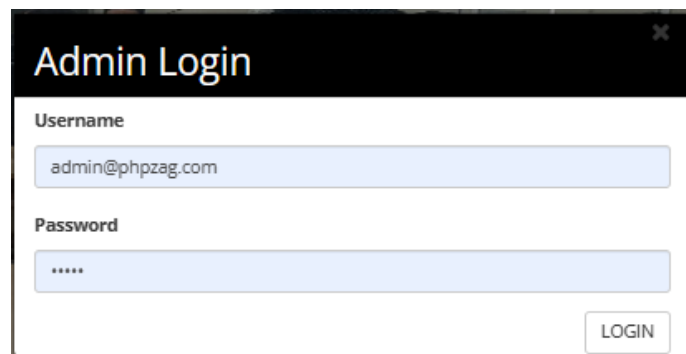 Admin Login
Username
admin@phpzag.com
Password
•••••
LOGIN